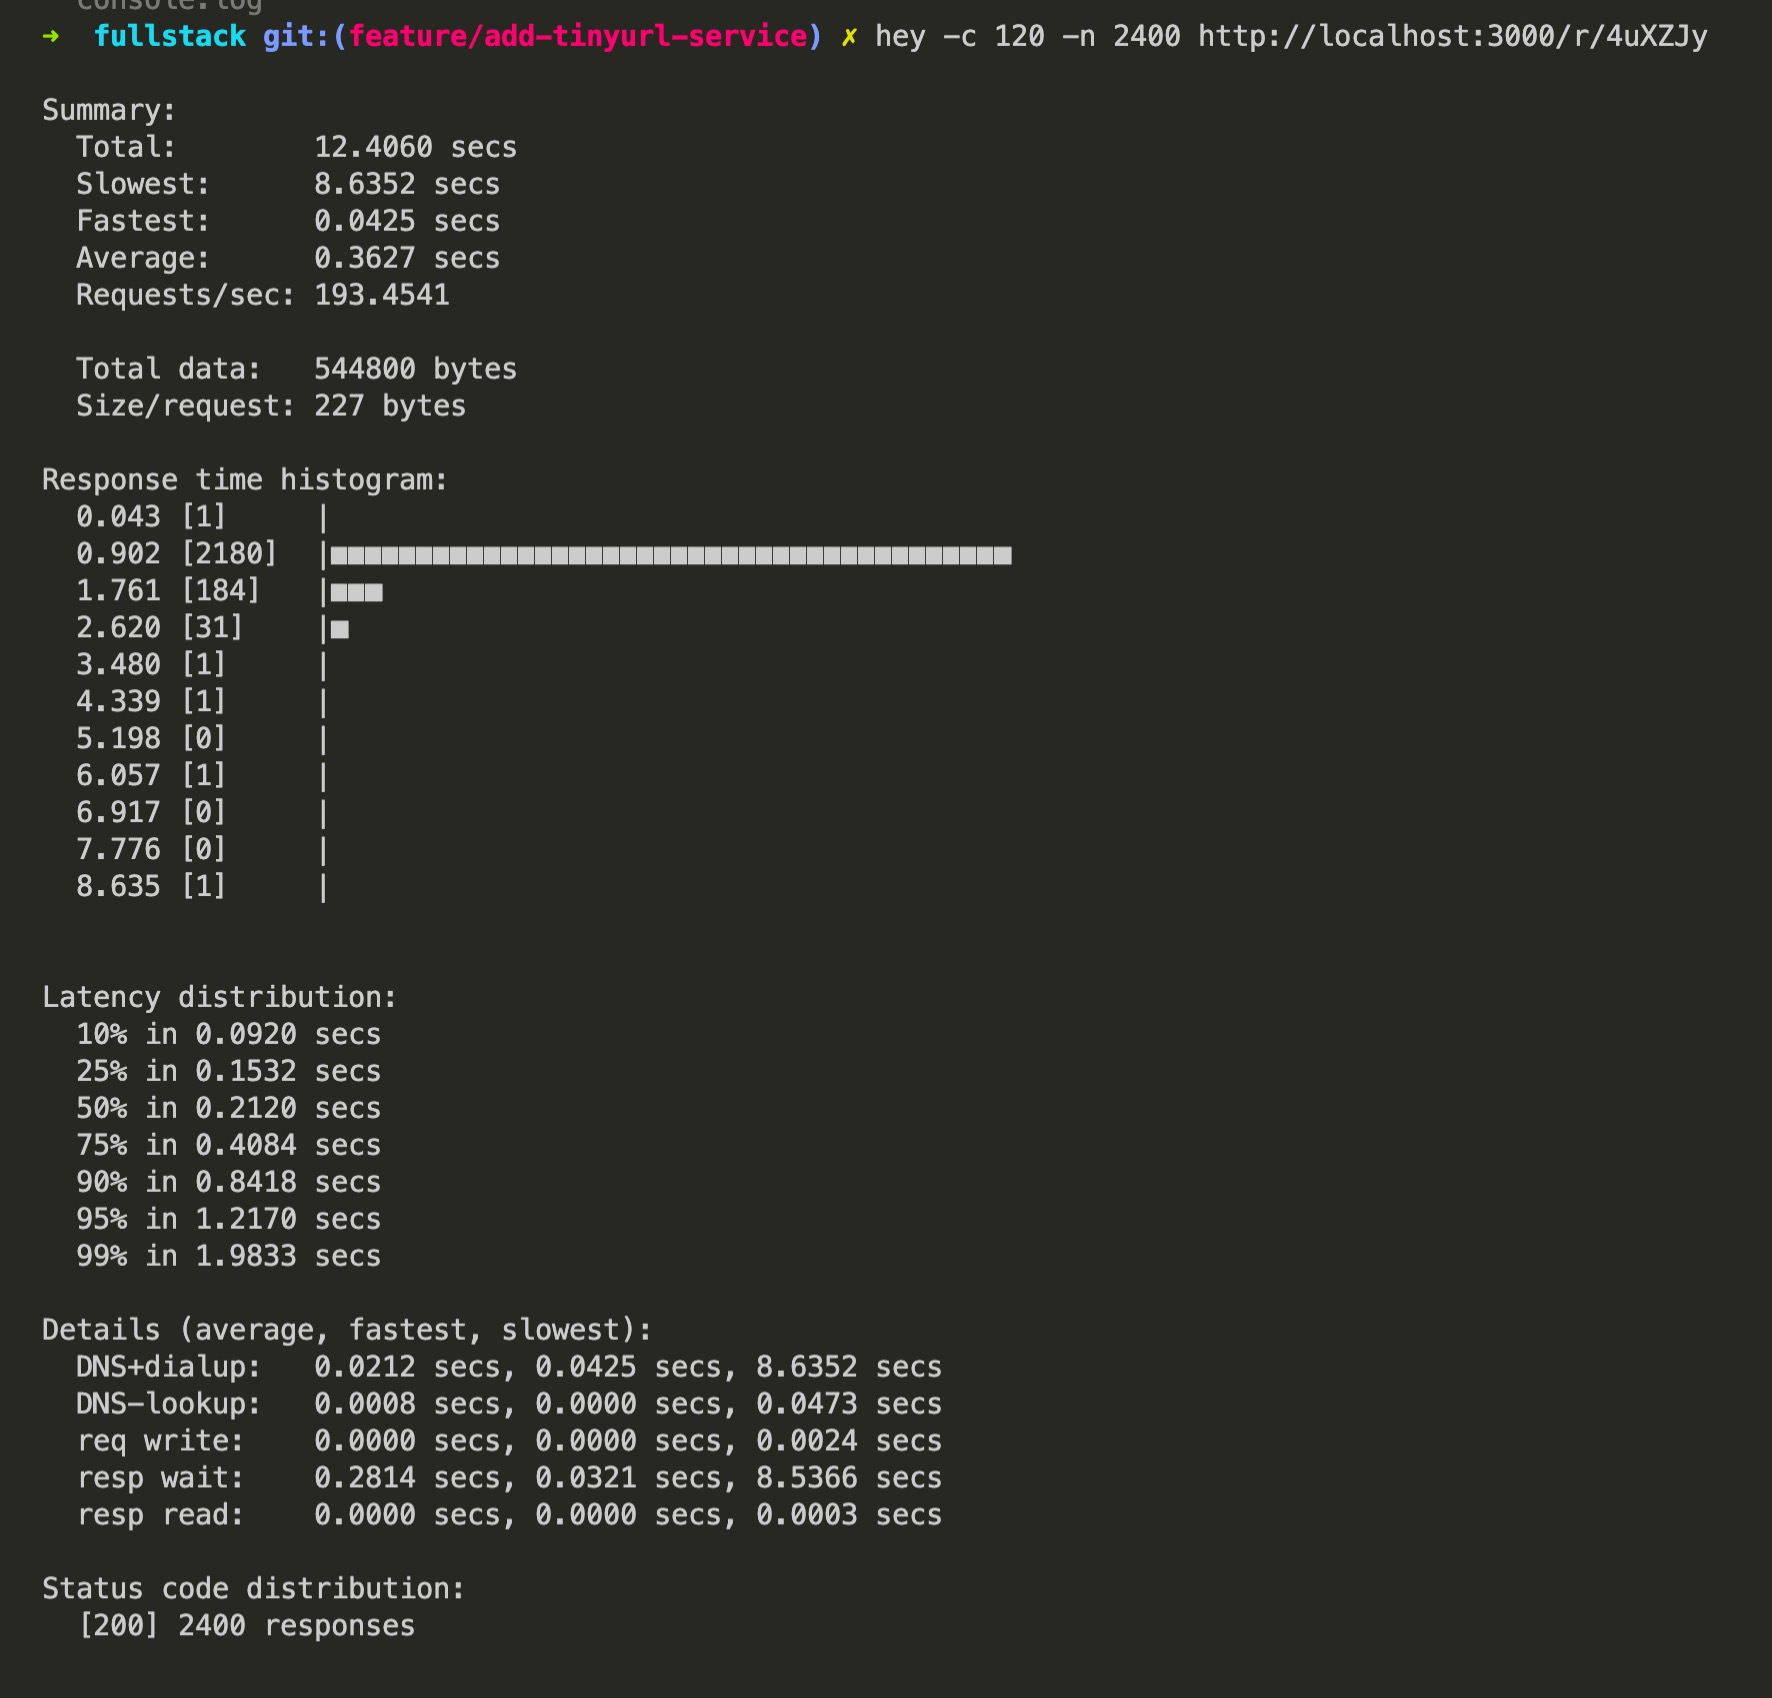 console.log
➜  fullstack git:(feature/add-tinyurl-service) ✗ hey -c 120 -n 2400 http://localhost:3000/r/4uXZJy

Summary:
  Total:        12.4060 secs
  Slowest:      8.6352 secs
  Fastest:      0.0425 secs
  Average:      0.3627 secs
  Requests/sec: 193.4541

  Total data:   544800 bytes
  Size/request: 227 bytes

Response time histogram:
  0.043 [1]     |
  0.902 [2180]  |■■■■■■■■■■■■■■■■■■■■■■■■■■■■■■■■■■■■■■■■
  1.761 [184]   |■■■
  2.620 [31]    |■
  3.480 [1]     |
  4.339 [1]     |
  5.198 [0]     |
  6.057 [1]     |
  6.917 [0]     |
  7.776 [0]     |
  8.635 [1]     |

Latency distribution:
  10% in 0.0920 secs
  25% in 0.1532 secs
  50% in 0.2120 secs
  75% in 0.4084 secs
  90% in 0.8418 secs
  95% in 1.2170 secs
  99% in 1.9833 secs

Details (average, fastest, slowest):
  DNS+dialup:   0.0212 secs, 0.0425 secs, 8.6352 secs
  DNS-lookup:   0.0008 secs, 0.0000 secs, 0.0473 secs
  req write:    0.0000 secs, 0.0000 secs, 0.0024 secs
  resp wait:    0.2814 secs, 0.0321 secs, 8.5366 secs
  resp read:    0.0000 secs, 0.0000 secs, 0.0003 secs

Status code distribution:
  [200] 2400 responses